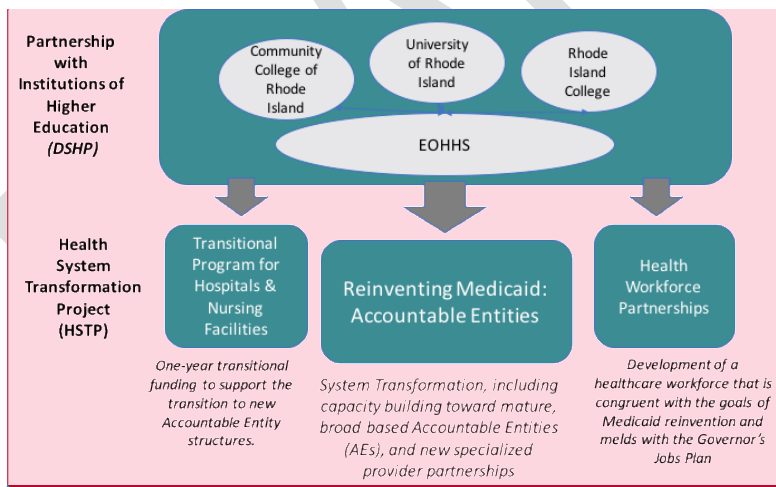 Partnership
with
Institutions of
Higher
Education
(DSHP)
Community
College of
Rhode
Island
University
of Rhode
Island
Rhode
Island
College
EOHHS
Health
System
Transformation
Project
(HSTP)
Transitional
Program for
Hospitals &
Nursing
Facilities
Reinventing Medicaid:
Accountable Entities
Health
Workforce
Partnerships
One-year transitional
funding to support the
transition to new
Accountable Entity
structures.
System Transformation, including
capacity building toward mature,
broad based Accountable Entities
(AEs), and new specialized
provider partnerships
Development of a
healthcare workforce that is
congruent with the goals of
Medicaid reinvention and
melds with the Governor's
Jobs Plan